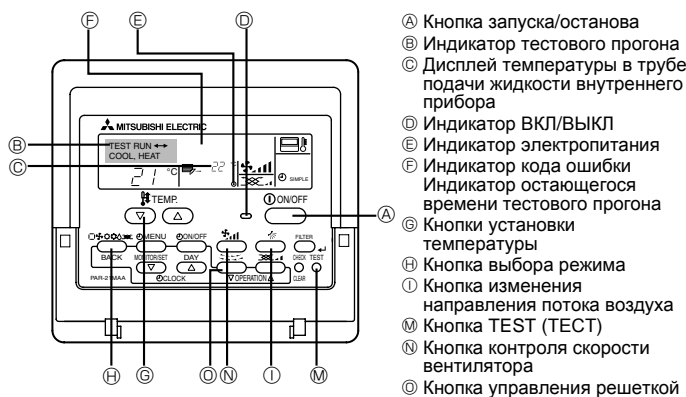 Ⓕ Ⓔ Ⓓ
MITSUBISHI ELECTRIC
Ⓑ
TEST RUN ↔
COOL, HEAT
Ⓒ
21 °C
22
SIMPLE
TEMP.
ON/OFF
Ⓐ
MENU
ON/OFF
FILTER
BACK
MONITOR/SET
DAY
CHECK TEST
PAR-21MAA
CLOCK
▽ OPERATION △
CLEAR
Ⓗ Ⓖ Ⓞ Ⓝ Ⓘ Ⓜ
Ⓐ Кнопка запуска/останова
Ⓑ Индикатор тестового прогона
Ⓒ Дисплей температуры в трубе
подачи жидкости внутреннего
прибора
Ⓓ Индикатор ВКЛ/ВЫКЛ
Ⓔ Индикатор электропитания
Ⓕ Индикатор кода ошибки
Индикатор остающегося
времени тестового прогона
Ⓖ Кнопки установки
температуры
Ⓗ Кнопка выбора режима
Ⓘ Кнопка изменения
направления потока воздуха
Ⓜ Кнопка TEST (ТЕСТ)
Ⓝ Кнопка контроля скорости
вентилятора
Ⓞ Кнопка управления решеткой